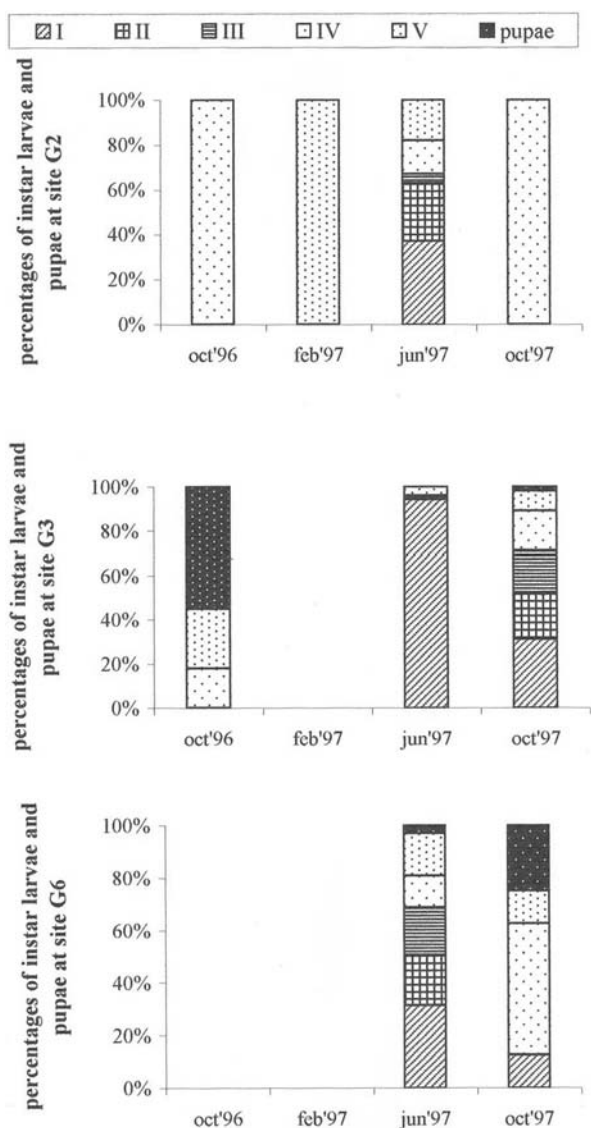 I II III IV V pupae
percentages of instar larvae and
pupae at site G2
100%
80%
60%
40%
20%
0%
oct'96 feb'97 jun'97 oct'97
percentages of instar larvae and
pupae at site G3
100%
80%
60%
40%
20%
0%
oct'96 feb'97 jun'97 oct'97
percentages of instar larvae and
pupae at site G6
100%
80%
60%
40%
20%
0%
oct'96 feb'97 jun'97 oct'97